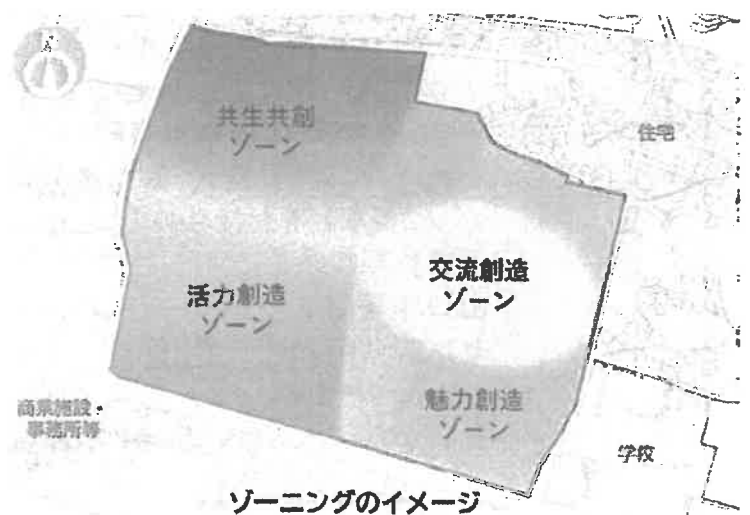 共生共創
ゾーン
住宅
交流創造
ゾーン
活力創造
ゾーン
魅力創造
ゾーン
商業施設・
事務所等
学校
ゾーニングのイメージ